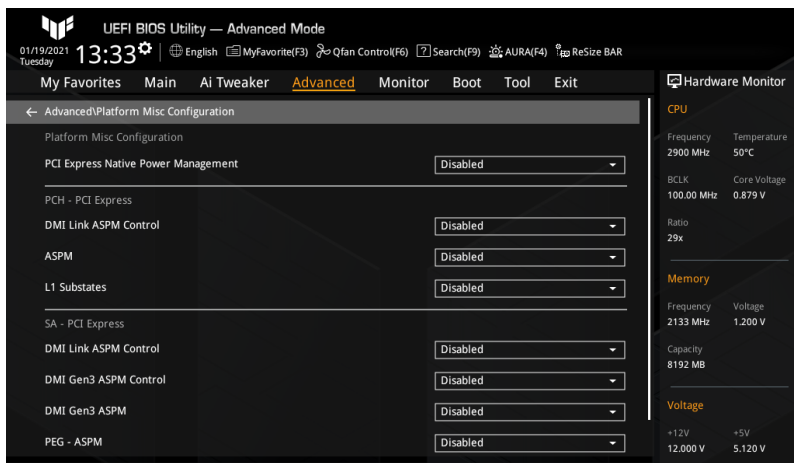 UEFI BIOS Utility — Advanced Mode
01/19/2021
Tuesday
13:33
English
MyFavorite(F3)
Qfan Control(F6)
? Search(F9)
AURA(F4)
ReSize BAR
My Favorites
Main
Ai Tweaker
Advanced
Monitor
Boot
Tool
Exit
Hardware Monitor
← Advanced\Platform Misc Configuration
Platform Misc Configuration
PCI Express Native Power Management Disabled
PCH - PCI Express
DMI Link ASPM Control Disabled
ASPM Disabled
L1 Substates Disabled
SA - PCI Express
DMI Link ASPM Control Disabled
DMI Gen3 ASPM Control Disabled
DMI Gen3 ASPM Disabled
PEG - ASPM Disabled
CPU
Frequency Temperature
2900 MHz 50°C
BCLK Core Voltage
100.00 MHz 0.879 V
Ratio
29x
Memory
Frequency Voltage
2133 MHz 1.200 V
Capacity
8192 MB
Voltage
+12V +5V
12.000 V 5.120 V